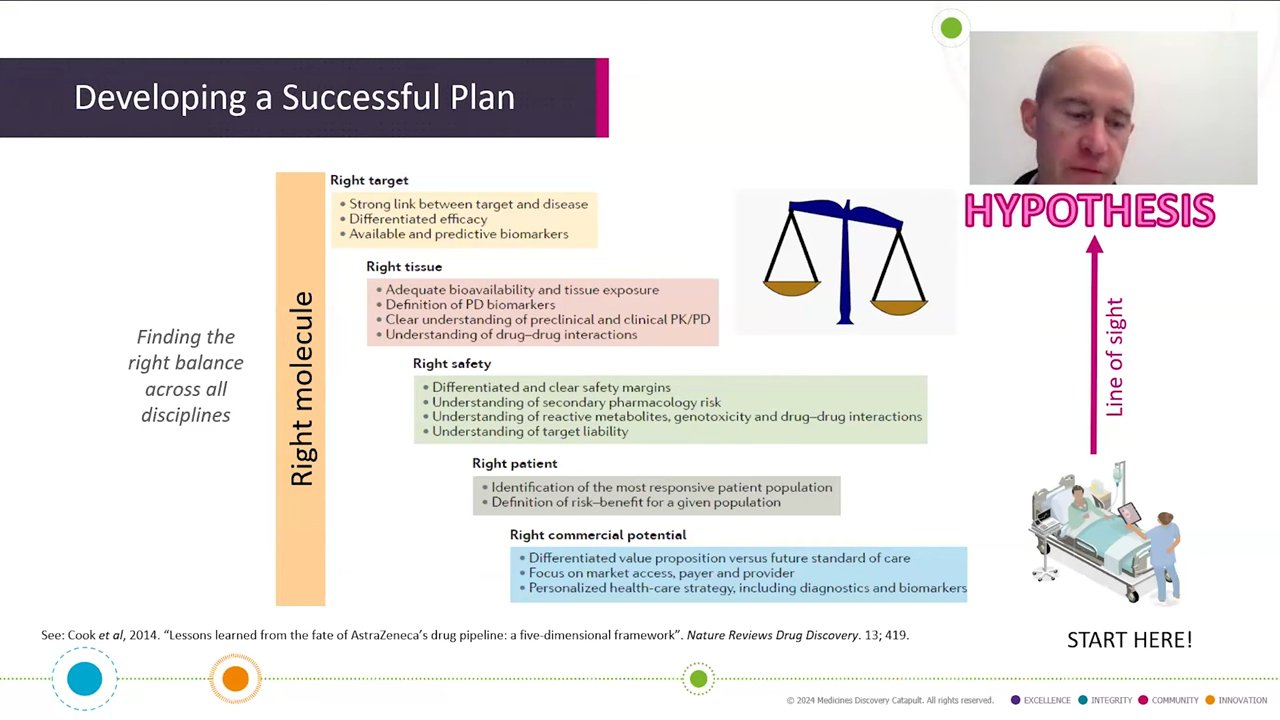 Developing a Successful Plan
HYPOTHESIS
Line of sight
START HERE!
Finding the
right balance
across all
disciplines
Right molecule
Right target
• Strong link between target and disease
• Differentiated efficacy
• Available and predictive biomarkers
Right tissue
• Adequate bioavailability and tissue exposure
• Definition of PD biomarkers
• Clear understanding of preclinical and clinical PK/PD
• Understanding of drug–drug interactions
Right safety
• Differentiated and clear safety margins
• Understanding of secondary pharmacology risk
• Understanding of reactive metabolites, genotoxicity and drug–drug interactions
• Understanding of target liability
Right patient
• Identification of the most responsive patient population
• Definition of risk–benefit for a given population
Right commercial potential
• Differentiated value proposition versus future standard of care
• Focus on market access, payer and provider
• Personalized health-care strategy, including diagnostics and biomarkers
See: Cook et al, 2014. “Lessons learned from the fate of AstraZeneca’s drug pipeline: a five-dimensional framework”. Nature Reviews Drug Discovery. 13; 419.
© 2024 Medicines Discovery Catapult. All rights reserved.
EXCELLENCE
INTEGRITY
COMMUNITY
INNOVATION